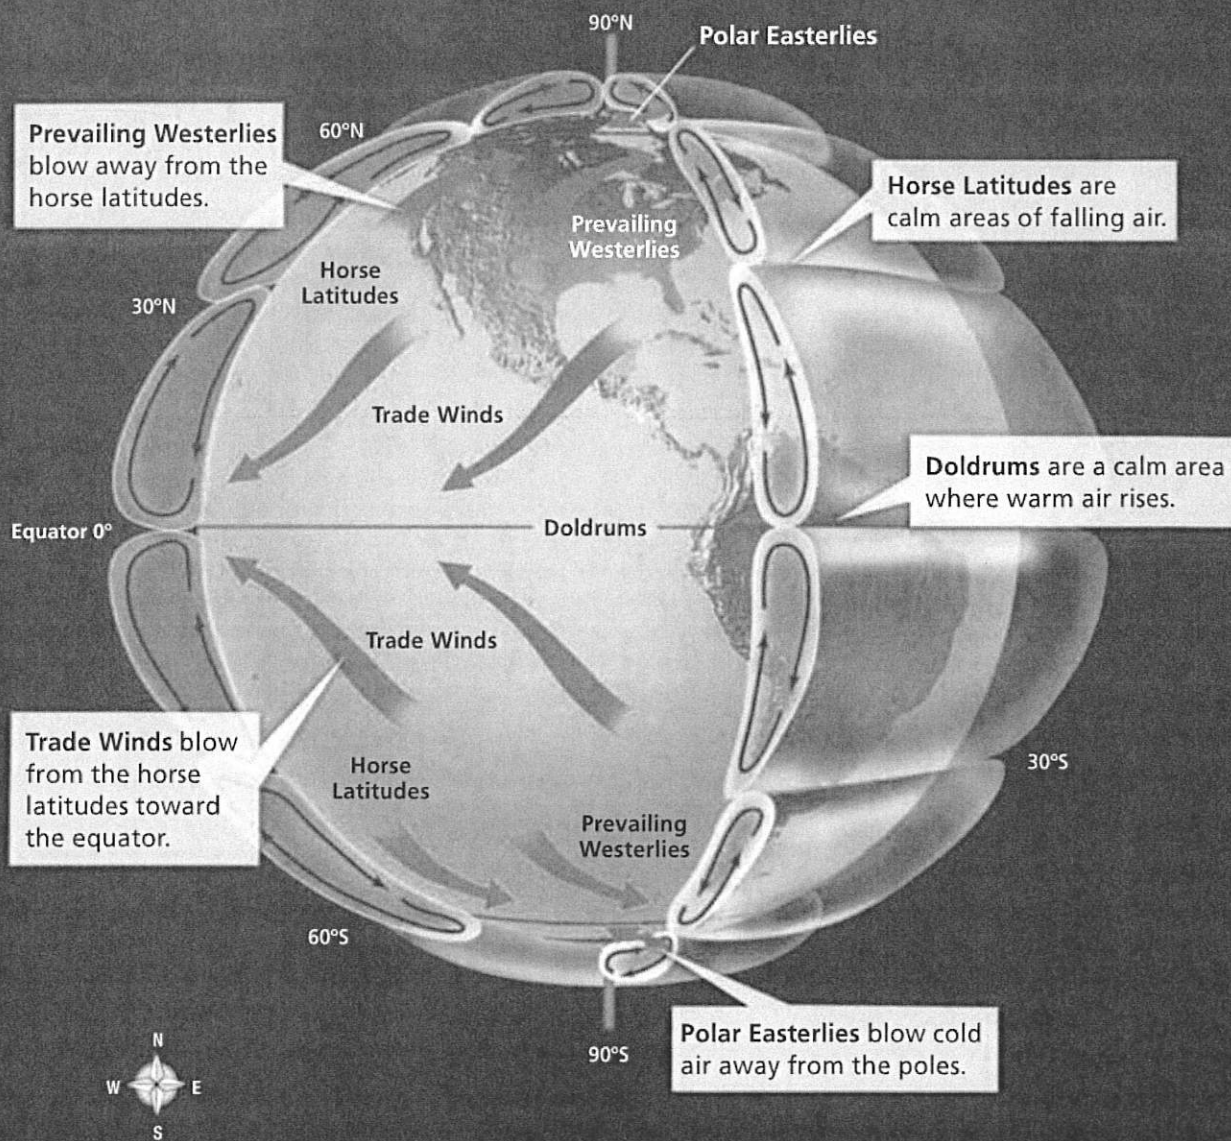 90°N
Polar Easterlies
Prevailing Westerlies
blow away from the
horse latitudes.
60°N
Horse Latitudes are
calm areas of falling air.
Prevailing
Westerlies
Horse
Latitudes
30°N
Trade Winds
Doldrums are a calm area
where warm air rises.
Equator 0°
Doldrums
Trade Winds
Trade Winds blow
from the horse
latitudes toward
the equator.
Horse
Latitudes
30°S
Prevailing
Westerlies
60°S
Polar Easterlies blow cold
air away from the poles.
90°S
N
W E
S